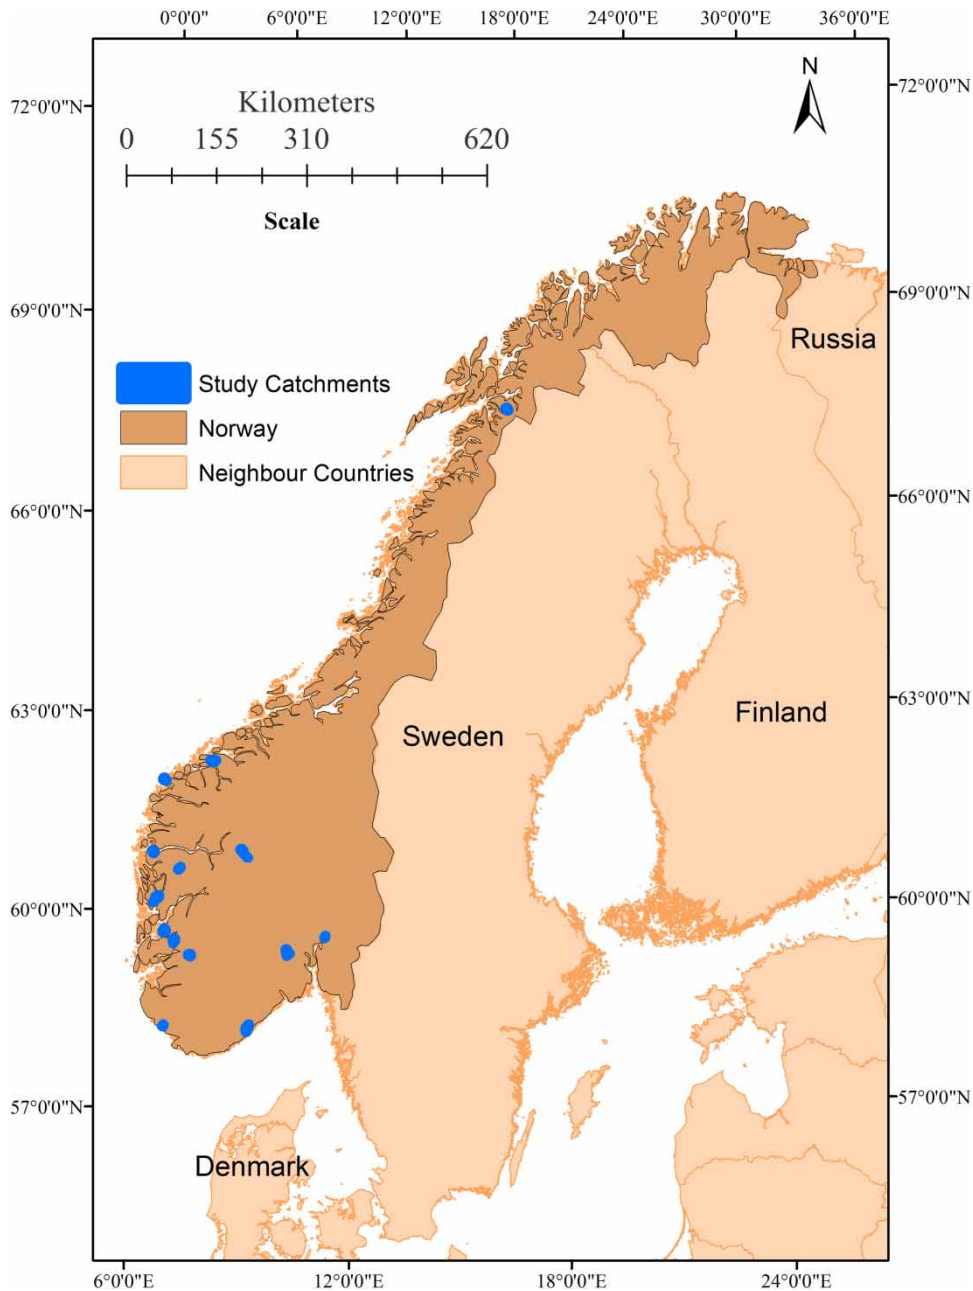 0°0'0" 6°0'0"E 12°0'0"E 18°0'0"E 24°0'0"E 30°0'0"E 36°0'0"E
N
72°0'0"N 72°0'0"N
Kilometers
0 155 310 620
Scale
69°0'0"N 69°0'0"N
Russia
Study Catchments
Norway
Neighbour Countries
66°0'0"N 66°0'0"N
63°0'0"N 63°0'0"N
Finland
Sweden
60°0'0"N 60°0'0"N
57°0'0"N 57°0'0"N
Denmark
6°0'0"E 12°0'0"E 18°0'0"E 24°0'0"E